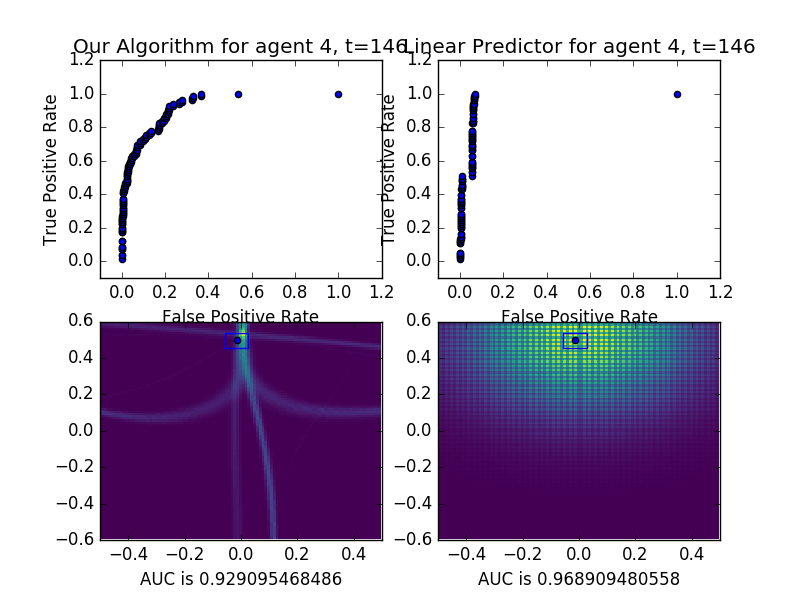 Our Algorithm for agent 4, t=146
Linear Predictor for agent 4, t=146
True Positive Rate
1.2
1.0
0.8
0.6
0.4
0.2
0.0
0.0 0.2 0.4 0.6 0.8 1.0 1.2
False Positive Rate
True Positive Rate
1.2
1.0
0.8
0.6
0.4
0.2
0.0
0.0 0.2 0.4 0.6 0.8 1.0 1.2
False Positive Rate
0.6
0.4
0.2
0.0
−0.2
−0.4
−0.6
−0.4 −0.2 0.0 0.2 0.4
AUC is 0.929095468486
0.6
0.4
0.2
0.0
−0.2
−0.4
−0.6
−0.4 −0.2 0.0 0.2 0.4
AUC is 0.968909480558